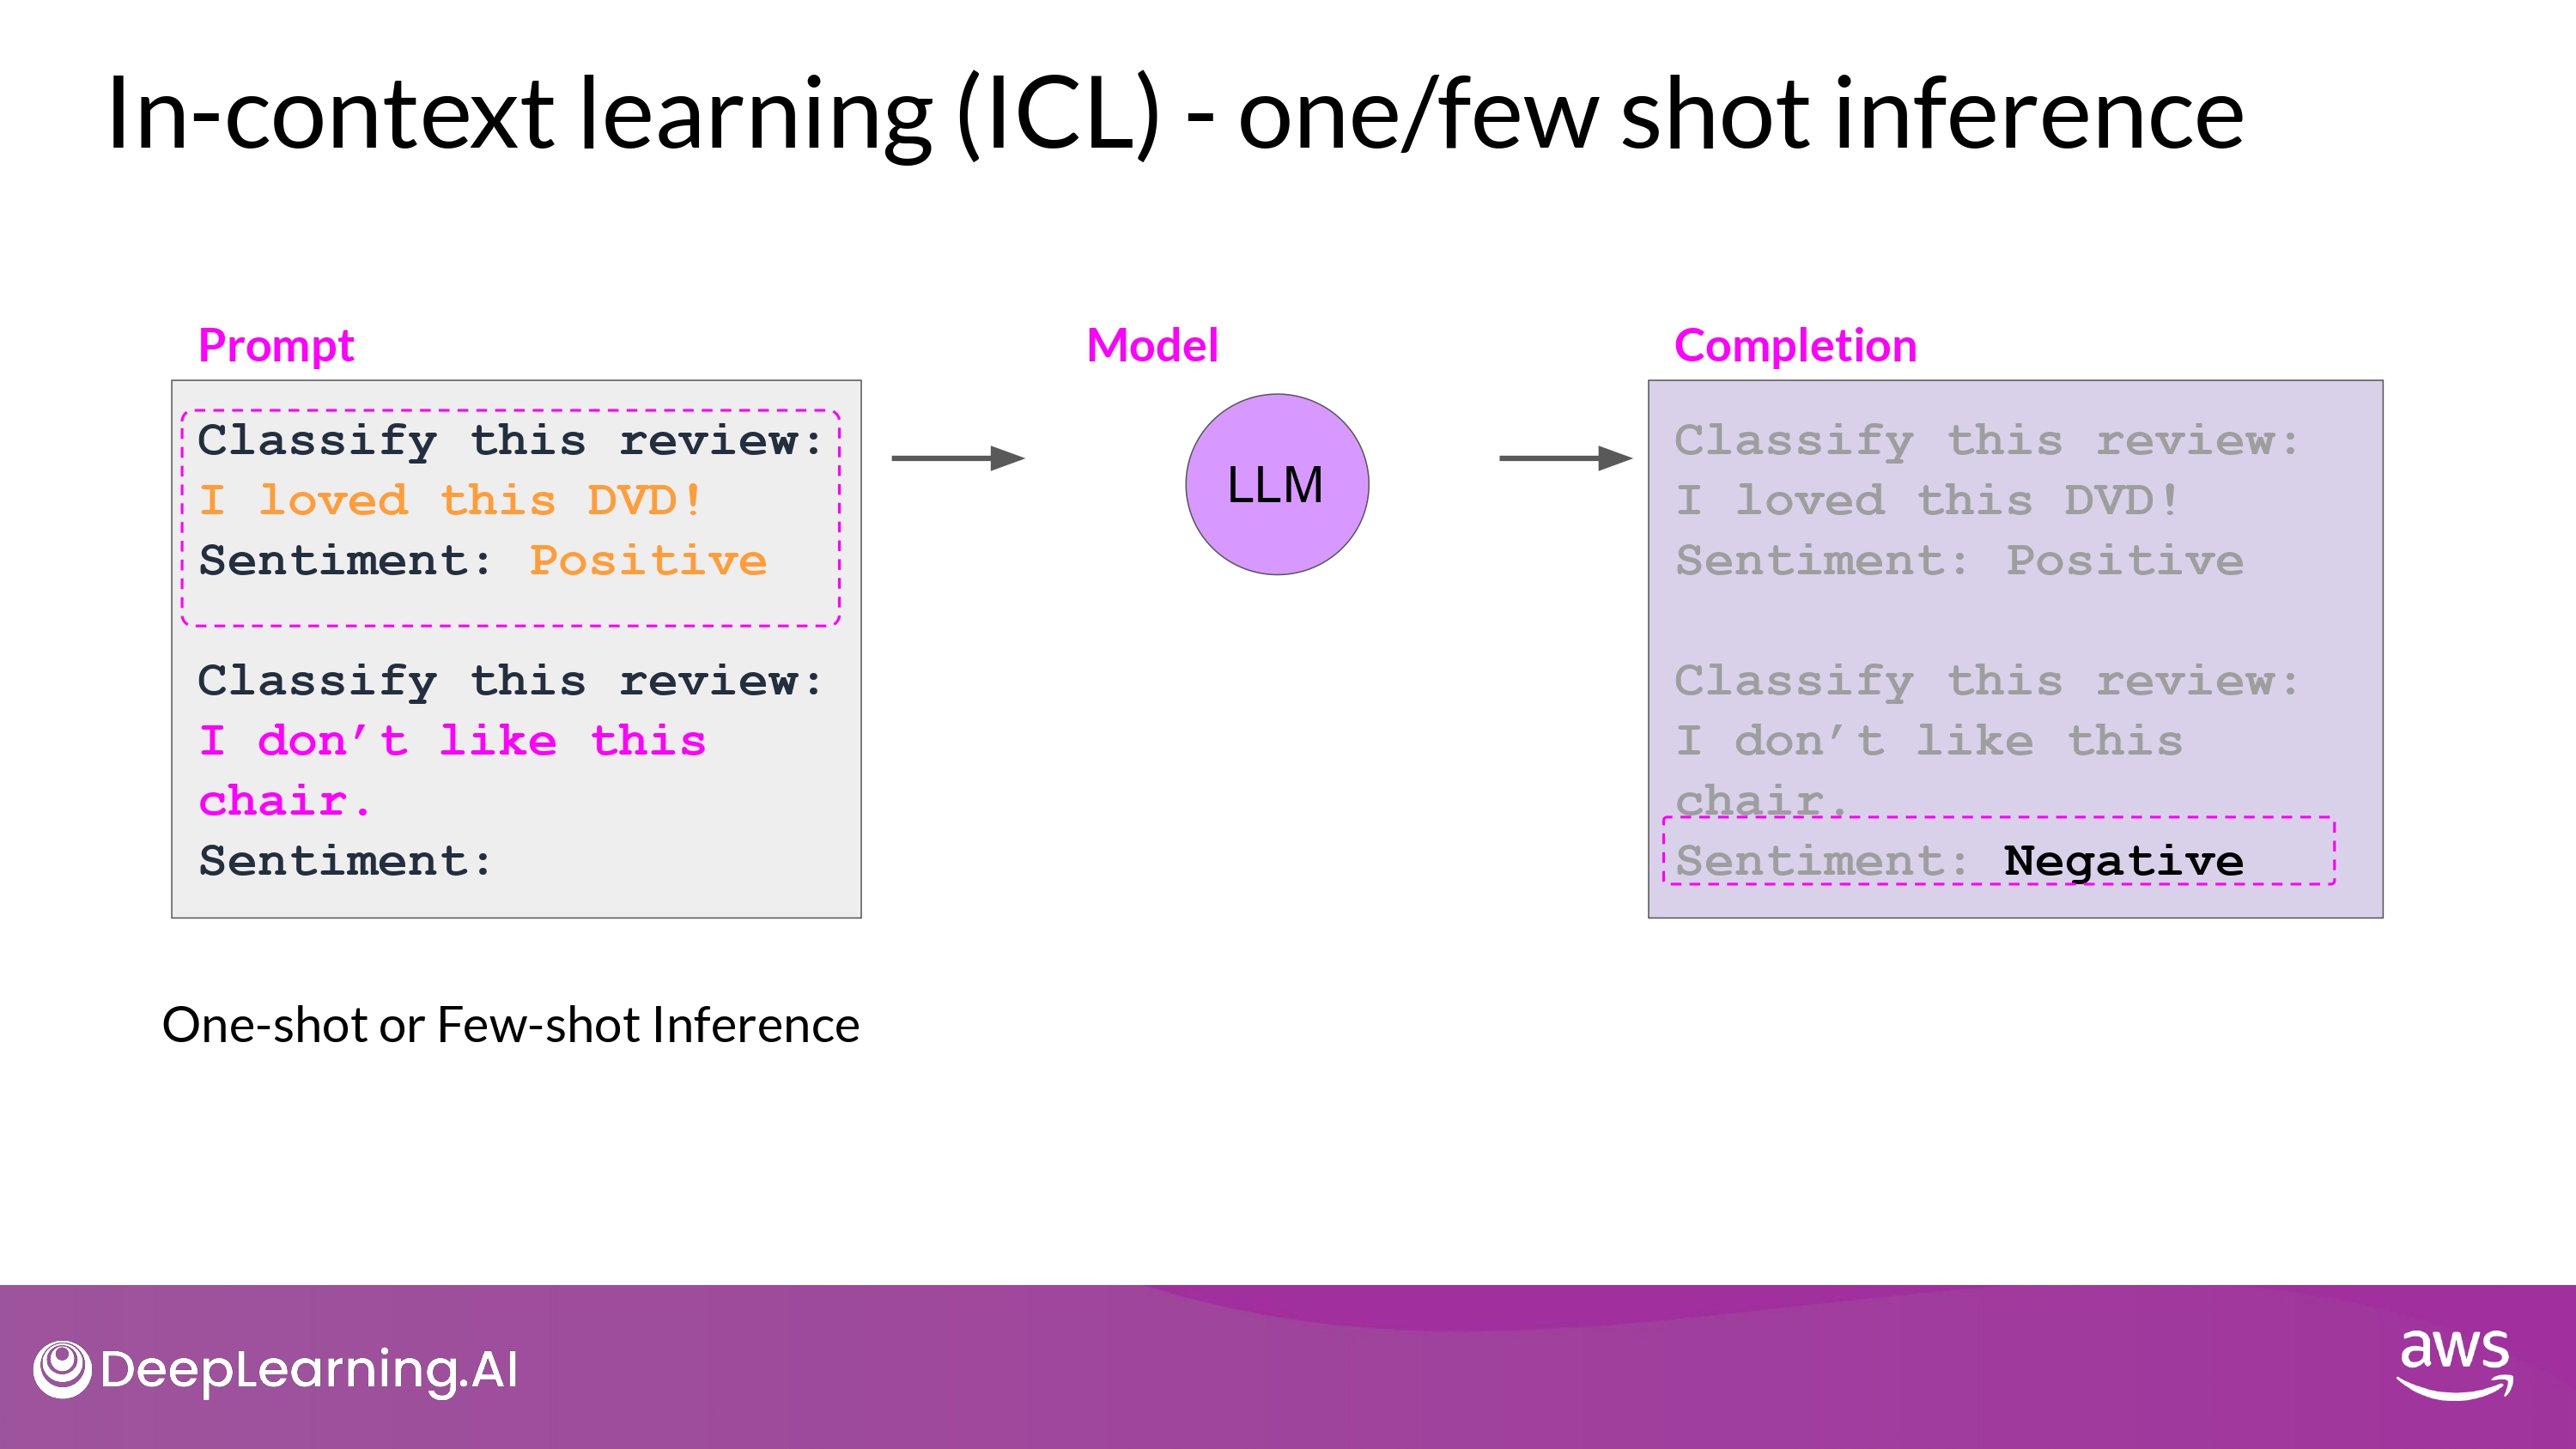 In-context learning (ICL) - one/few shot inference
Prompt
Classify this review:
I loved this DVD!
Sentiment: Positive
Classify this review:
I don’t like this
chair.
Sentiment:
Model
LLM
Completion
Classify this review:
I loved this DVD!
Sentiment: Positive
Classify this review:
I don’t like this
chair.
Sentiment: Negative
One-shot or Few-shot Inference
DeepLearning.AI
aws